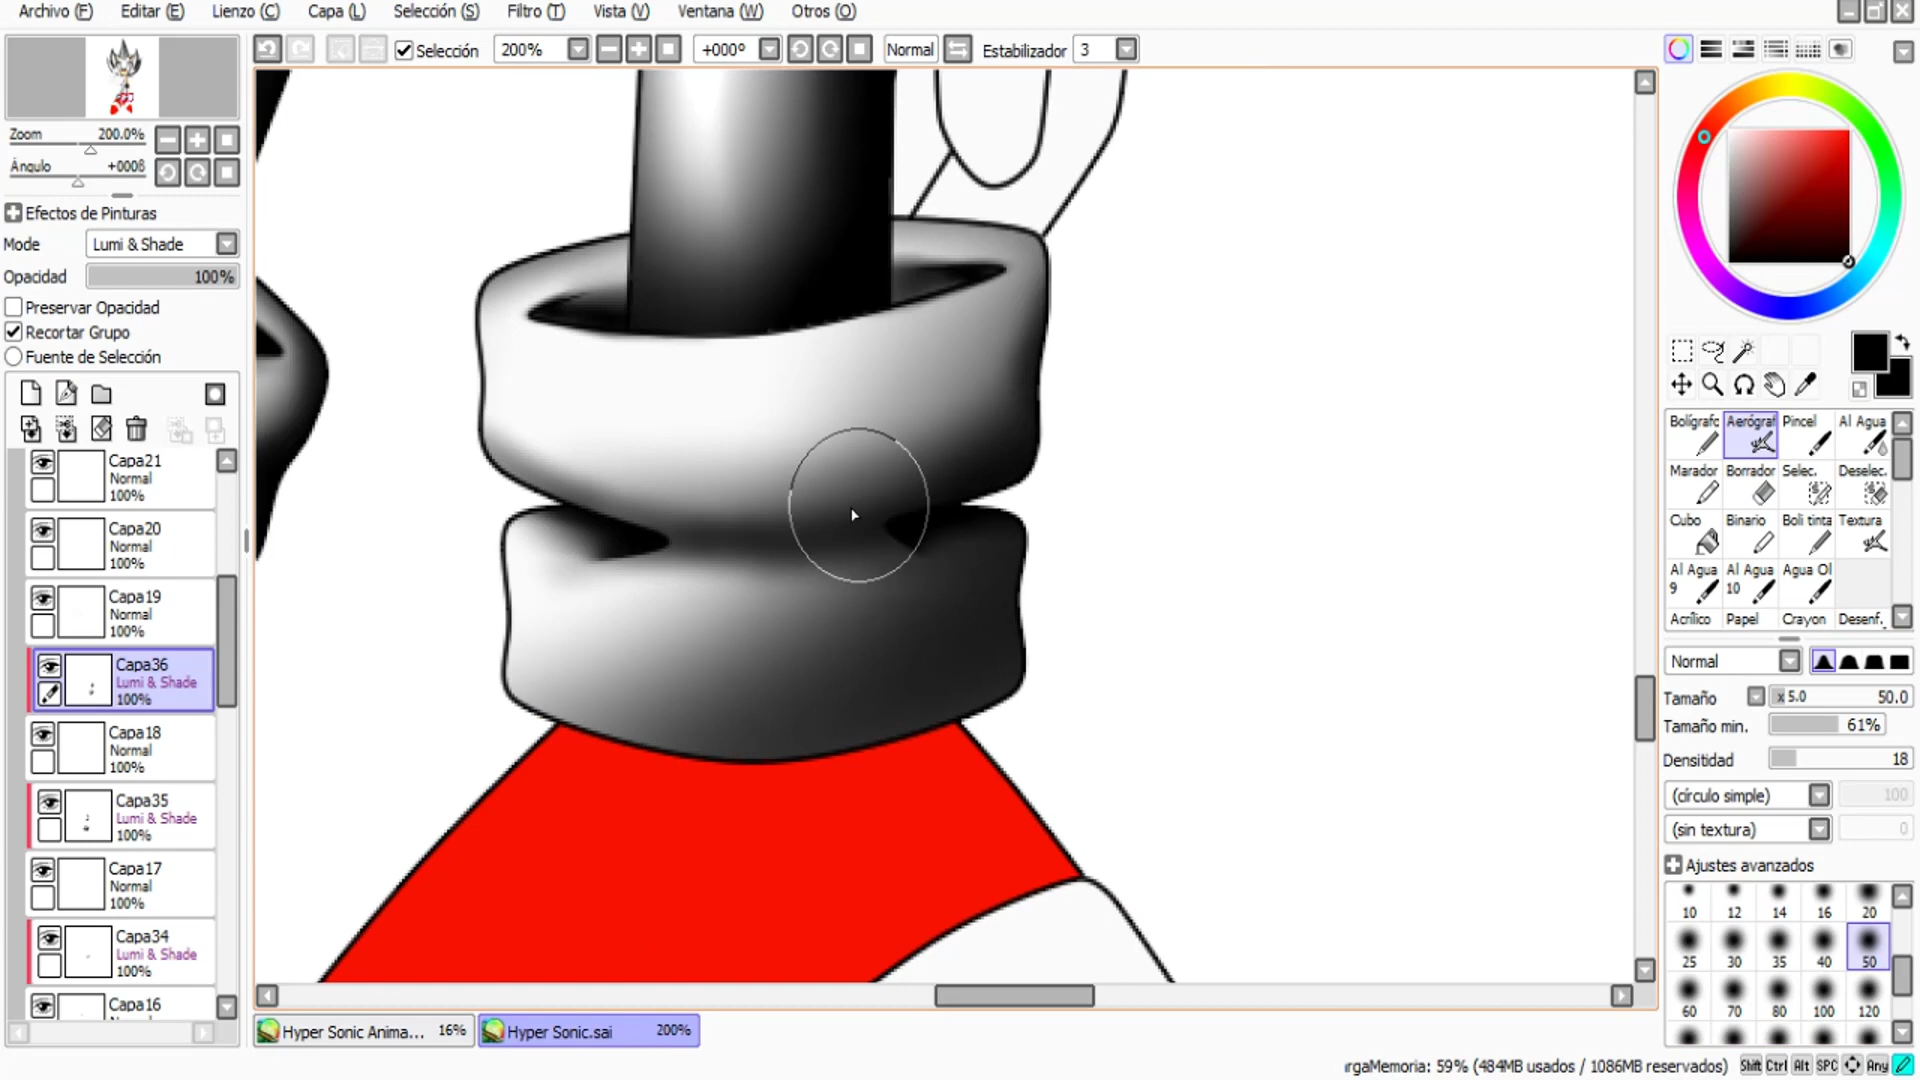 Archivo (F) Editar (E) Lienzo (C) Capa (L) Selección (S) Filtro (T) Vista (V) Ventana (W) Otros (O)
Selección 200% +000º Normal Estabilizador 3
Zoom 200.0%
Ángulo +000ß
Efectos de Pinturas
Mode Lumi & Shade
Opacidad 100%
Preservar Opacidad
Recortar Grupo
Fuente de Selección
Capa21
Normal
100%
Capa20
Normal
100%
Capa19
Normal
100%
Capa36
Lumi & Shade
100%
Capa18
Normal
100%
Capa35
Lumi & Shade
100%
Capa17
Normal
100%
Capa34
Lumi & Shade
100%
Capa16
Hyper Sonic Anima... 16%
Hyper Sonic.sai 200%
Bolígrafc Aerógraf Pincel Al Agua
Marador Borrador Selec. Deselec.
Cubo Binario Boli tinta Textura
Al Agua 9 Al Agua 10 Agua Ol
Acrílico Papel Crayon Desenf.
Normal
Tamaño x 5.0 50.0
Tamaño min. 61%
Densitidad 18
(círculo simple) 100
(sin textura) 0
Ajustes avanzados
10 12 14 16 20
25 30 35 40 50
60 70 80 100 120
ırgaMemoria: 59% (484MB usados / 1086MB reservados) Shift Ctrl Alt SPC Any